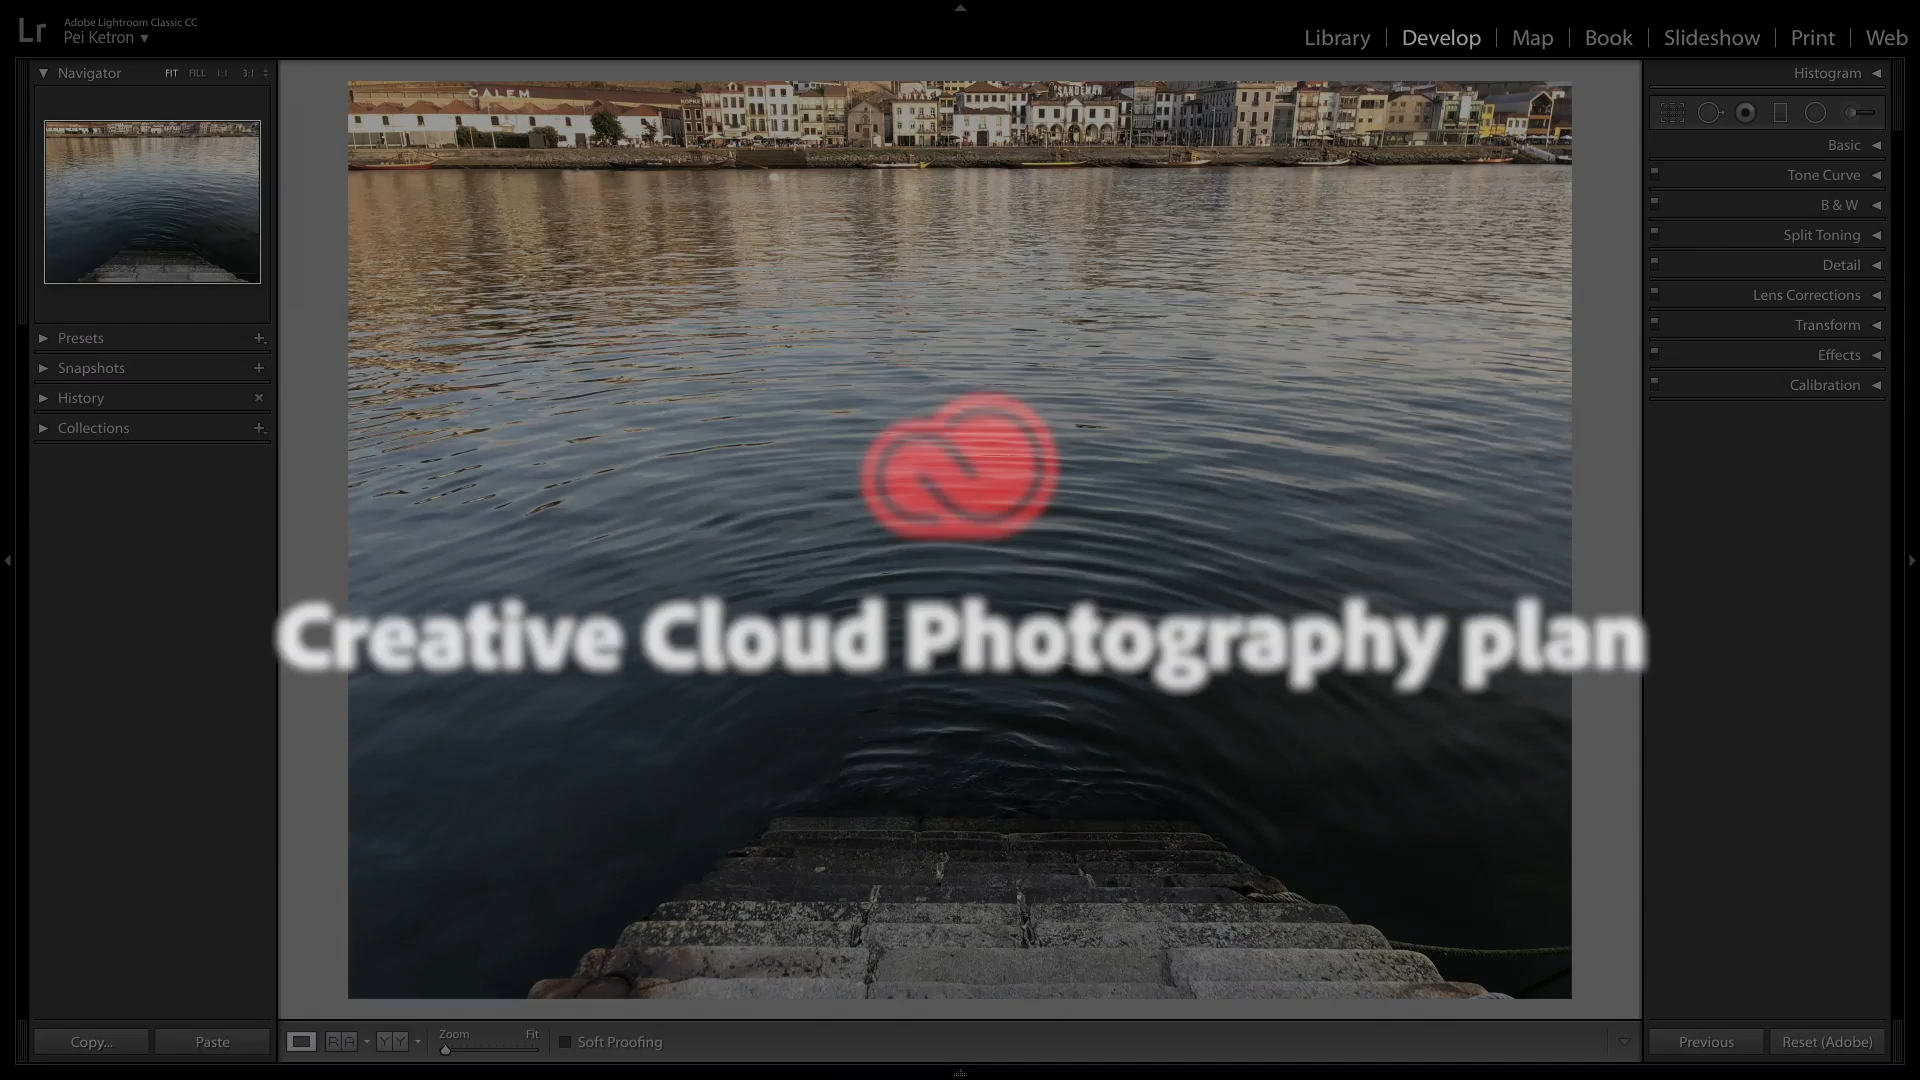 Lr
Adobe Lightroom Classic CC
Pei Ketron
Library
Develop
Map
Book
Slideshow
Print
Web
Navigator
FIT
FILL
1:1
3:1
Presets
Snapshots
History
Collections
Histogram
Basic
Tone Curve
B & W
Split Toning
Detail
Lens Corrections
Transform
Effects
Calibration
CALEM
SANDEMAN
Creative Cloud Photography plan
Copy...
Paste
R A
Y Y
Zoom
Fit
Soft Proofing
Previous
Reset (Adobe)